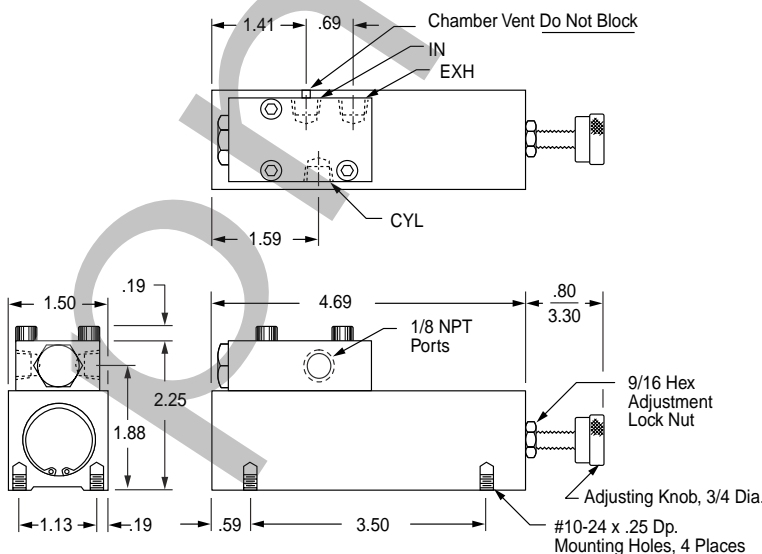 Chamber Vent Do Not Block
1.41
.69
IN
EXH
CYL
1.59
1.50
.19
4.69
.80
3.30
1/8 NPT
Ports
9/16 Hex
Adjustment
Lock Nut
2.25
1.88
Adjusting Knob, 3/4 Dia.
1.13
.19
.59
3.50
#10-24 x .25 Dp.
Mounting Holes, 4 Places